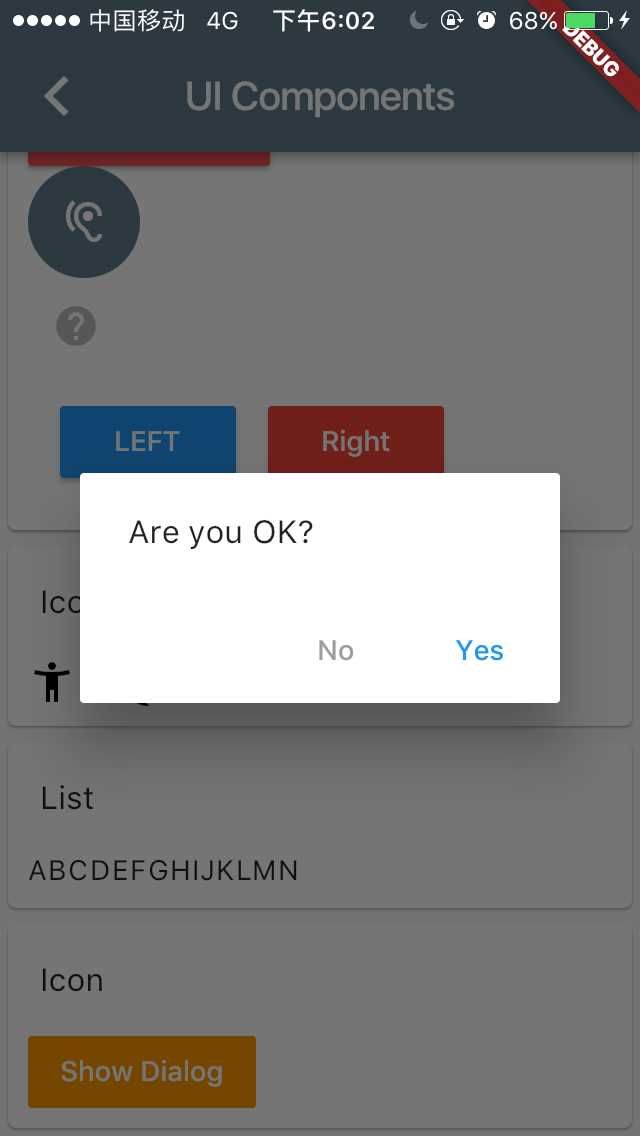 中国移动 4G 下午6:02 68%
DEBUG
UI Components
LEFT Right
Are you OK?
Ico
No Yes
List
ABCDEFGHIJKLMN
Icon
Show Dialog